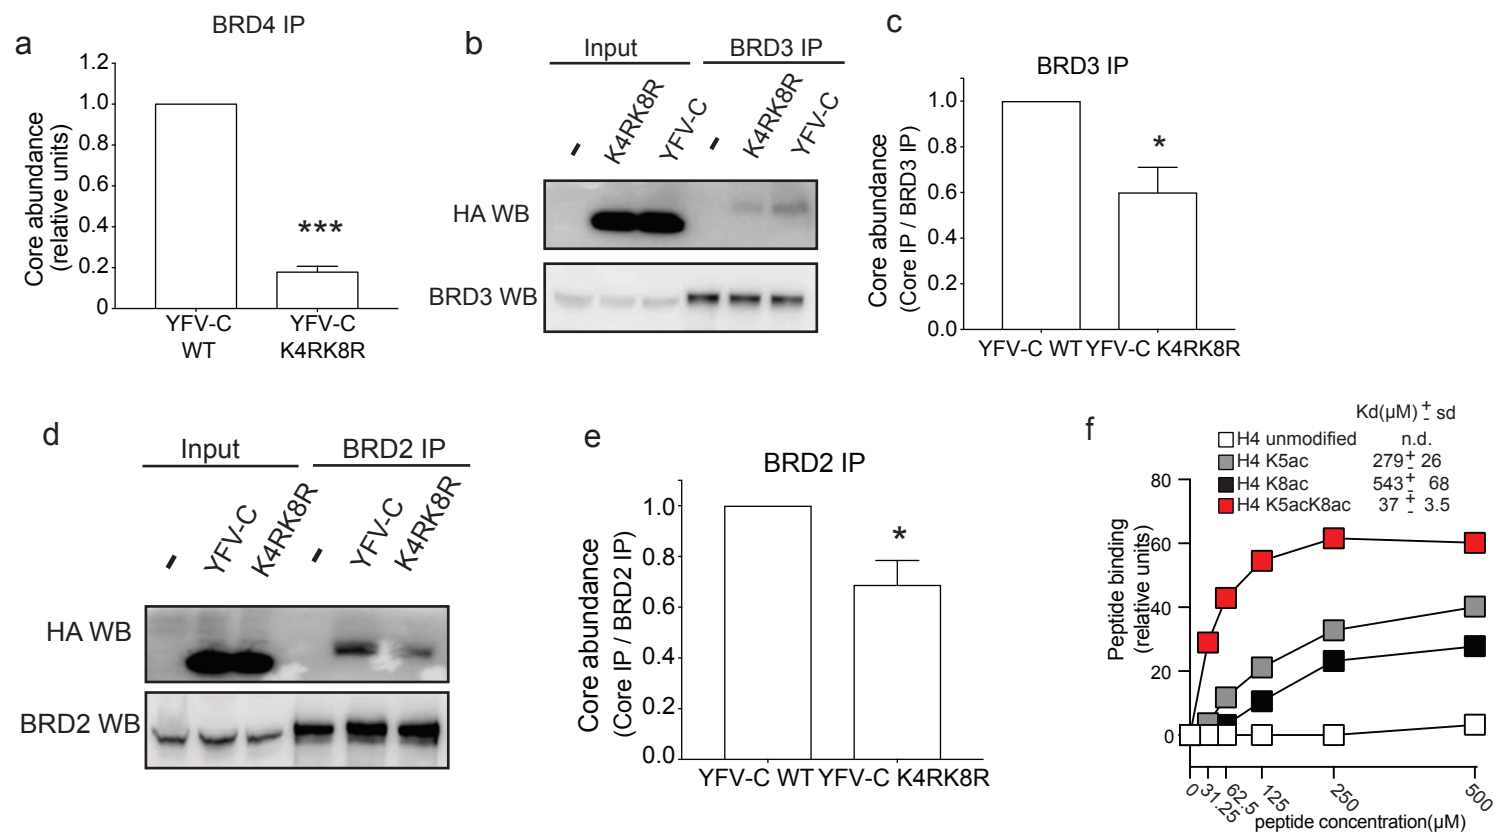 a
BRD4 IP
Core abundance
(relative units)
1.2
1.0
0.8
0.6
0.4
0.2
0
***
YFV-C
WT
YFV-C
K4RK8R
b
Input
BRD3 IP
-
K4RK8R
YFV-C
-
K4RK8R
YFV-C
HA WB
BRD3 WB
c
BRD3 IP
Core abundance
(Core IP / BRD3 IP)
1.0
0.8
0.6
0.4
0.2
0.0
*
YFV-C WT
YFV-C K4RK8R
d
Input
BRD2 IP
-
YFV-C
K4RK8R
-
YFV-C
K4RK8R
HA WB
BRD2 WB
e
BRD2 IP
Core abundance
(Core IP / BRD2 IP)
1.0
0.8
0.6
0.4
0.2
0.0
*
YFV-C WT
YFV-C K4RK8R
f
Kd(µM) ± sd
H4 unmodified n.d.
H4 K5ac 279 ± 26
H4 K8ac 543 ± 68
H4 K5acK8ac 37 ± 3.5
Peptide binding
(relative units)
80
60
40
20
0
0
31.25
62.5
125
250
500
peptide concentration(µM)